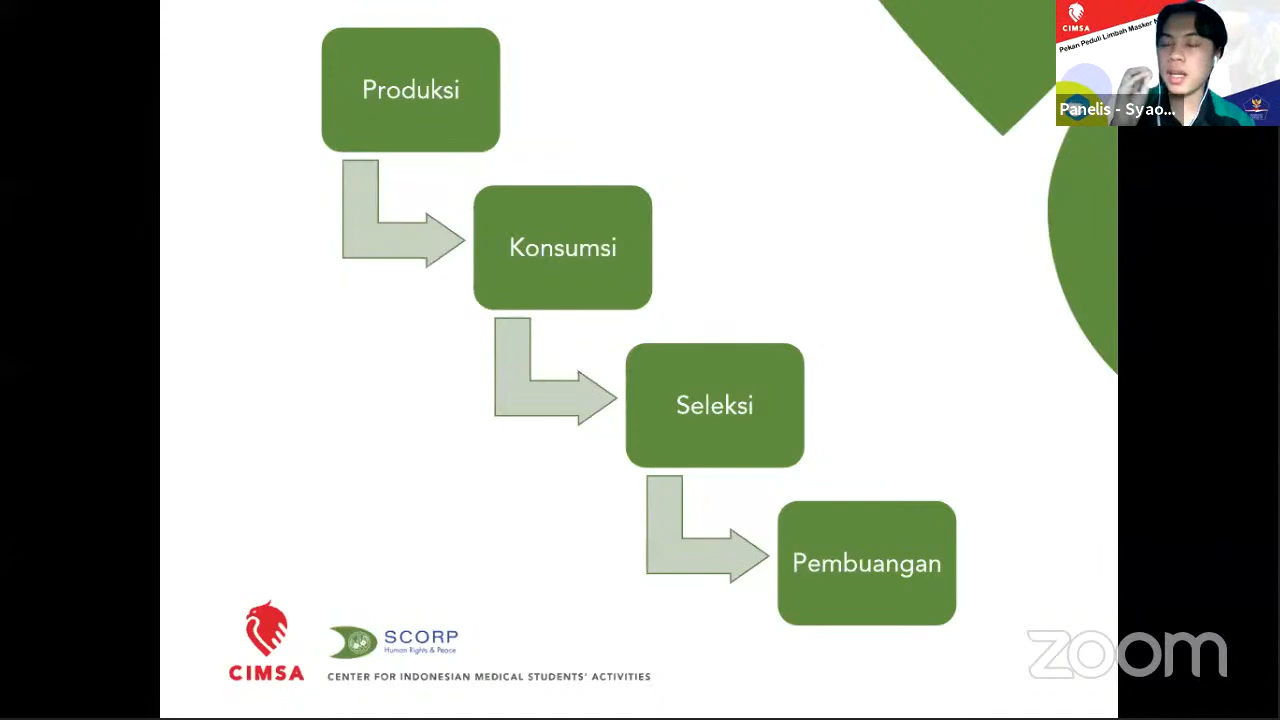 Produksi
Konsumsi
Seleksi
Pembuangan
CIMSA
SCORP
Human Rights & Peace
CENTER FOR INDONESIAN MEDICAL STUDENTS' ACTIVITIES
CIMSA
Pekan Peduli Limbah Masker
Panelis - Syao...
zoom